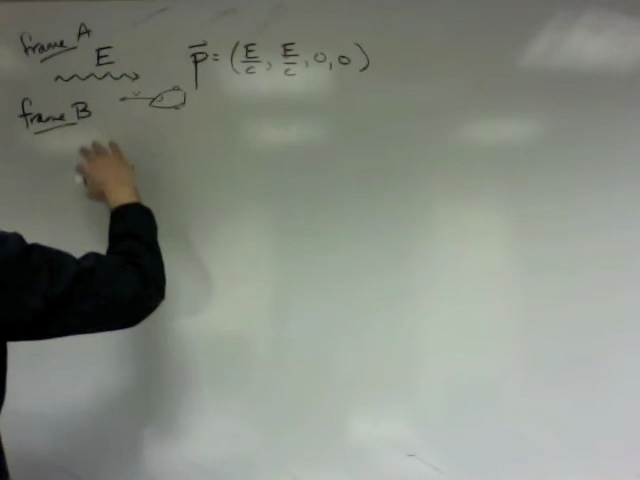 frame A
E
p⃗ = (E/c, E/c, 0, 0)
v
frame B